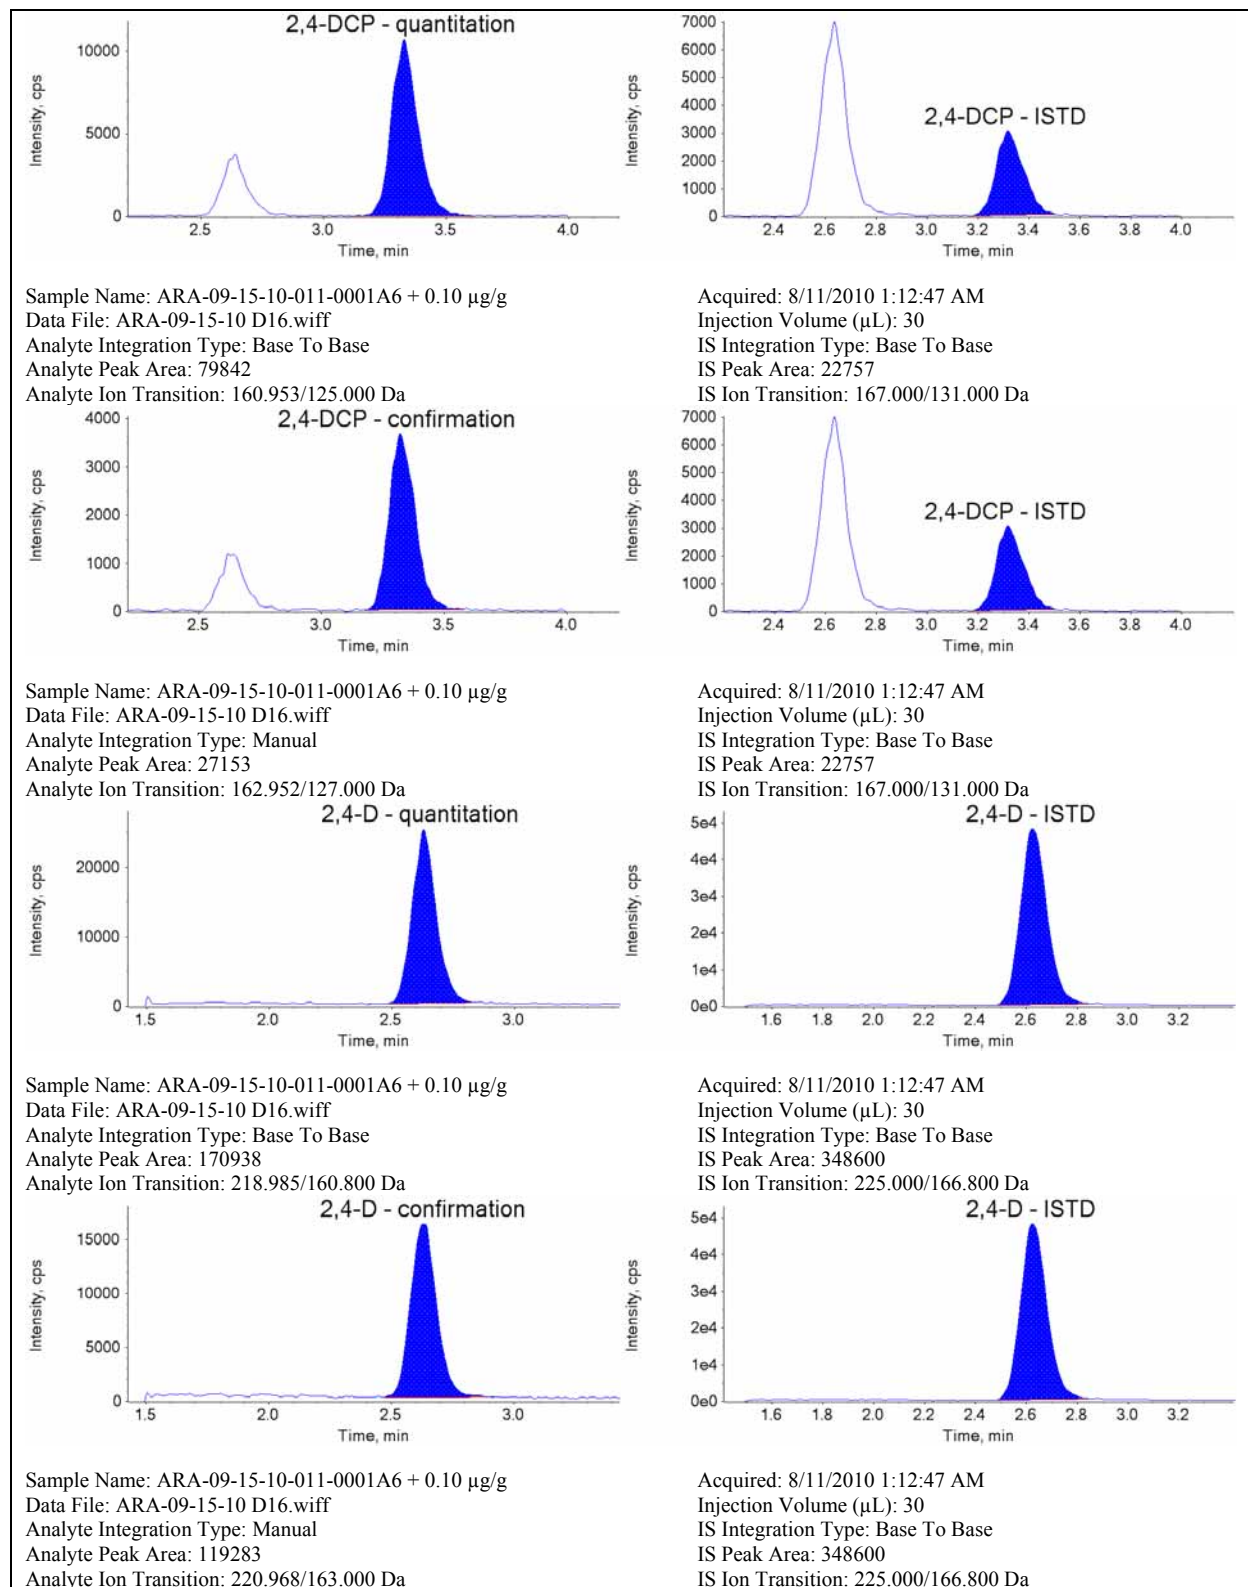 2,4-DCP - quantitation
10000
5000
0
Intensity, cps
2.5 3.0 3.5 4.0
Time, min
2,4-DCP - ISTD
7000
6000
5000
4000
3000
2000
1000
0
Intensity, cps
2.4 2.6 2.8 3.0 3.2 3.4 3.6 3.8 4.0
Time, min
Sample Name: ARA-09-15-10-011-0001A6 + 0.10 µg/g
Data File: ARA-09-15-10 D16.wiff
Analyte Integration Type: Base To Base
Analyte Peak Area: 79842
Analyte Ion Transition: 160.953/125.000 Da
Acquired: 8/11/2010 1:12:47 AM
Injection Volume (µL): 30
IS Integration Type: Base To Base
IS Peak Area: 22757
IS Ion Transition: 167.000/131.000 Da
2,4-DCP - confirmation
4000
3000
2000
1000
0
Intensity, cps
2.5 3.0 3.5 4.0
Time, min
2,4-DCP - ISTD
7000
6000
5000
4000
3000
2000
1000
0
Intensity, cps
2.4 2.6 2.8 3.0 3.2 3.4 3.6 3.8 4.0
Time, min
Sample Name: ARA-09-15-10-011-0001A6 + 0.10 µg/g
Data File: ARA-09-15-10 D16.wiff
Analyte Integration Type: Manual
Analyte Peak Area: 27153
Analyte Ion Transition: 162.952/127.000 Da
Acquired: 8/11/2010 1:12:47 AM
Injection Volume (µL): 30
IS Integration Type: Base To Base
IS Peak Area: 22757
IS Ion Transition: 167.000/131.000 Da
2,4-D - quantitation
20000
10000
0
Intensity, cps
1.5 2.0 2.5 3.0
Time, min
2,4-D - ISTD
5e4
4e4
3e4
2e4
1e4
0e0
Intensity, cps
1.6 1.8 2.0 2.2 2.4 2.6 2.8 3.0 3.2
Time, min
Sample Name: ARA-09-15-10-011-0001A6 + 0.10 µg/g
Data File: ARA-09-15-10 D16.wiff
Analyte Integration Type: Base To Base
Analyte Peak Area: 170938
Analyte Ion Transition: 218.985/160.800 Da
Acquired: 8/11/2010 1:12:47 AM
Injection Volume (µL): 30
IS Integration Type: Base To Base
IS Peak Area: 348600
IS Ion Transition: 225.000/166.800 Da
2,4-D - confirmation
15000
10000
5000
0
Intensity, cps
1.5 2.0 2.5 3.0
Time, min
2,4-D - ISTD
5e4
4e4
3e4
2e4
1e4
0e0
Intensity, cps
1.6 1.8 2.0 2.2 2.4 2.6 2.8 3.0 3.2
Time, min
Sample Name: ARA-09-15-10-011-0001A6 + 0.10 µg/g
Data File: ARA-09-15-10 D16.wiff
Analyte Integration Type: Manual
Analyte Peak Area: 119283
Analyte Ion Transition: 220.968/163.000 Da
Acquired: 8/11/2010 1:12:47 AM
Injection Volume (µL): 30
IS Integration Type: Base To Base
IS Peak Area: 348600
IS Ion Transition: 225.000/166.800 Da